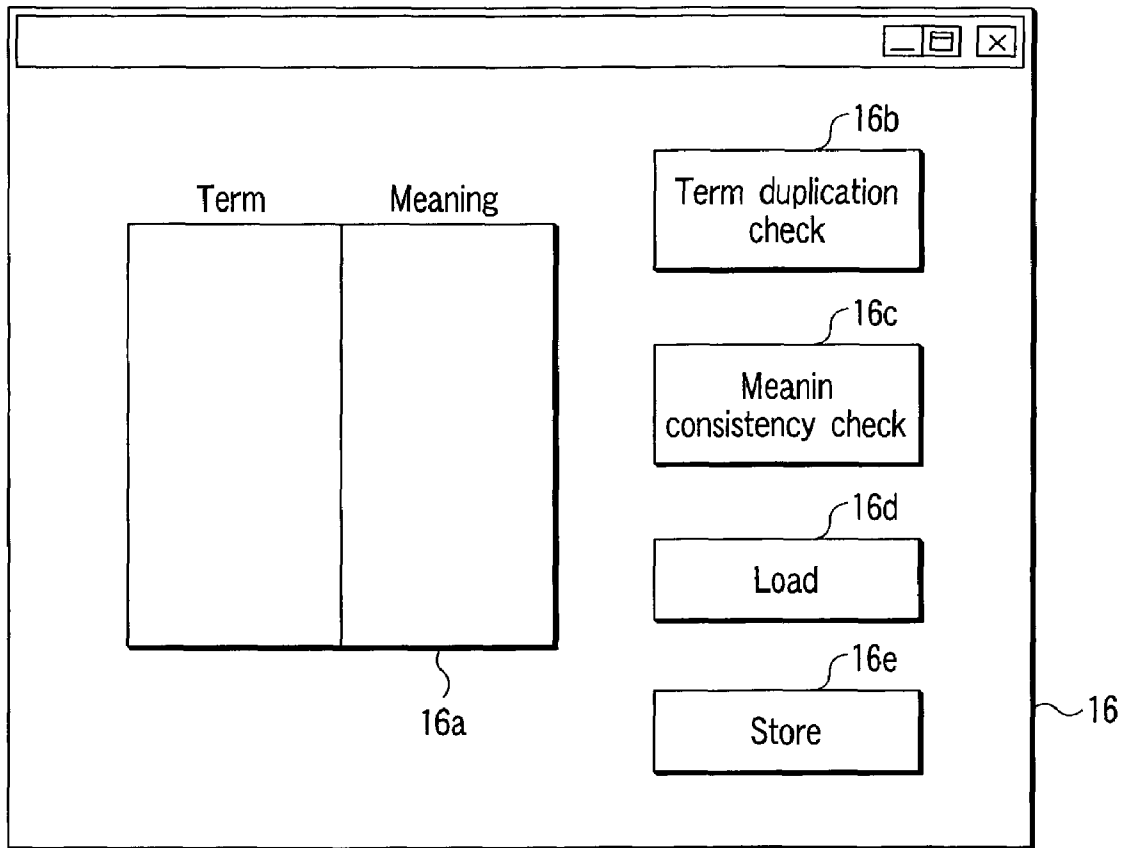 16b
Term duplication
check
Term Meaning
16c
Meanin
consistency check
16d
Load
16e
Store
16a
16